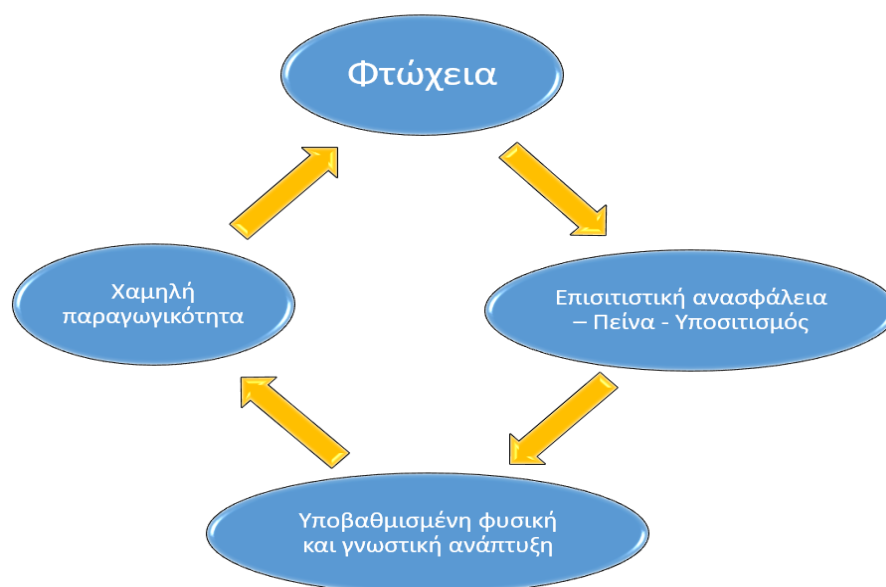 Φτώχεια
Επισιτιστική ανασφάλεια
– Πείνα - Υποσιτισμός
Υποβαθμισμένη φυσική
και γνωστική ανάπτυξη
Χαμηλή
παραγωγικότητα